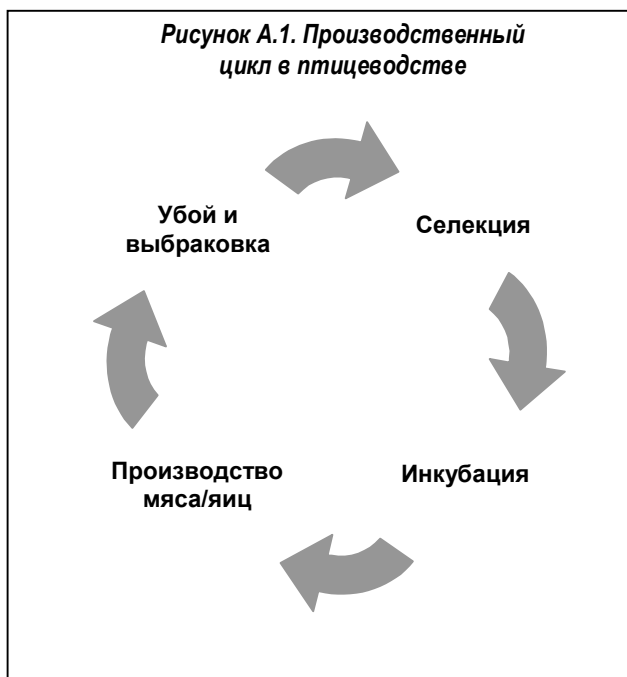 Рисунок А.1. Производственный
цикл в птицеводстве
Убой и
выбраковка
Селекция
Производство
мяса/яиц
Инкубация